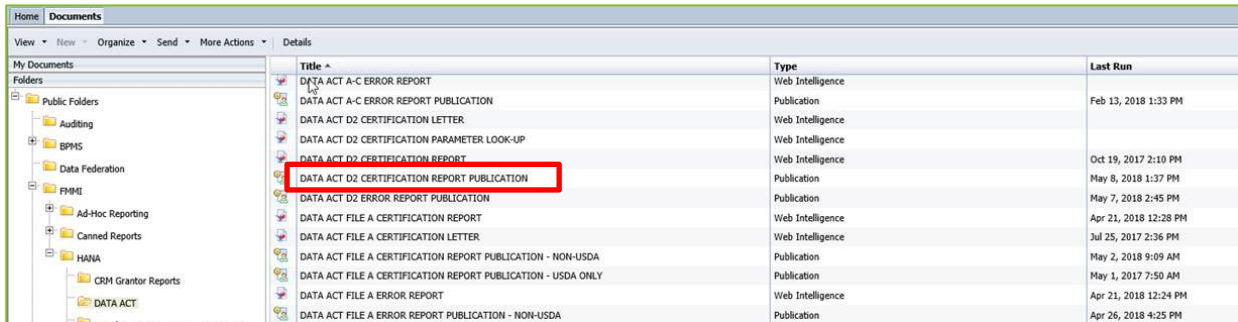 Home Documents
View New Organize Send More Actions Details
My Documents
Folders
Public Folders
Auditing
BPMS
Data Federation
FMMI
Ad-Hoc Reporting
Canned Reports
HANA
CRM Grantor Reports
DATA ACT
Title Type Last Run
DATA ACT A-C ERROR REPORT Web Intelligence
DATA ACT A-C ERROR REPORT PUBLICATION Publication Feb 13, 2018 1:33 PM
DATA ACT D2 CERTIFICATION LETTER Web Intelligence
DATA ACT D2 CERTIFICATION PARAMETER LOOK-UP Web Intelligence
DATA ACT D2 CERTIFICATION REPORT Web Intelligence Oct 19, 2017 2:10 PM
DATA ACT D2 CERTIFICATION REPORT PUBLICATION Publication May 8, 2018 1:37 PM
DATA ACT D2 ERROR REPORT PUBLICATION Publication May 7, 2018 2:45 PM
DATA ACT FILE A CERTIFICATION REPORT Web Intelligence Apr 21, 2018 12:28 PM
DATA ACT FILE A CERTIFICATION LETTER Web Intelligence Jul 25, 2017 2:36 PM
DATA ACT FILE A CERTIFICATION REPORT PUBLICATION - NON-USDA Publication May 2, 2018 9:09 AM
DATA ACT FILE A CERTIFICATION REPORT PUBLICATION - USDA ONLY Publication May 1, 2017 7:50 AM
DATA ACT FILE A ERROR REPORT Web Intelligence Apr 21, 2018 12:24 PM
DATA ACT FILE A ERROR REPORT PUBLICATION - NON-USDA Publication Apr 26, 2018 4:25 PM